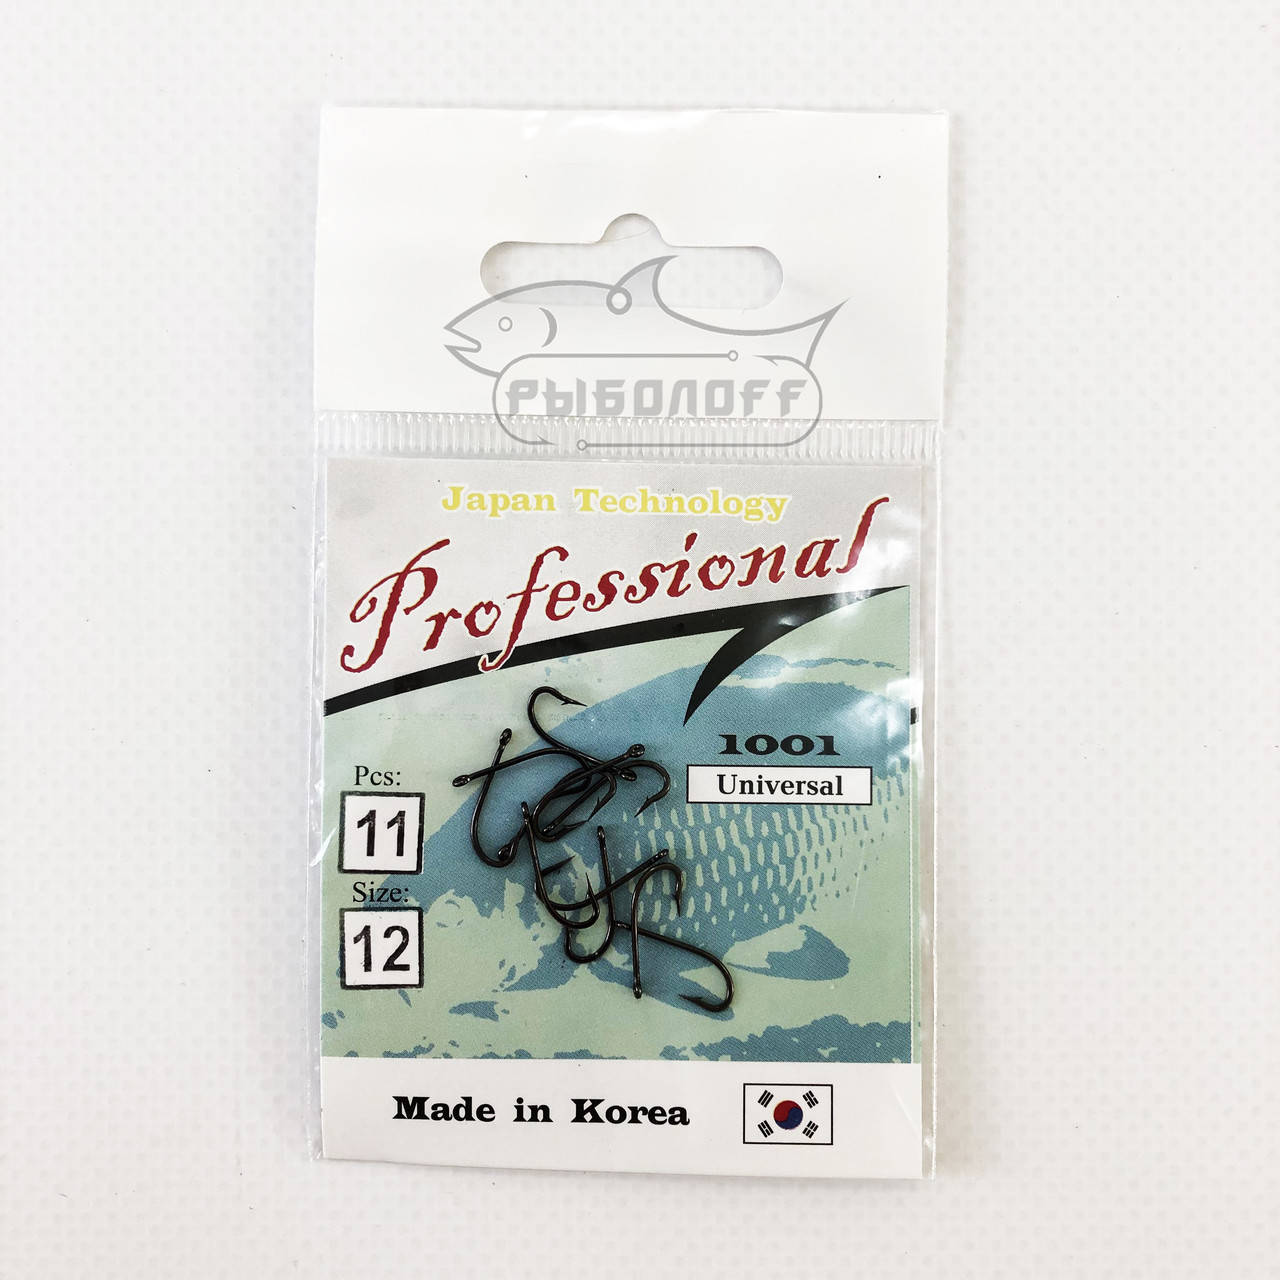 РЫБОЛОFF
Japan Technology
Professional
1001
Universal
Pcs:
11
Size:
12
Made in Korea